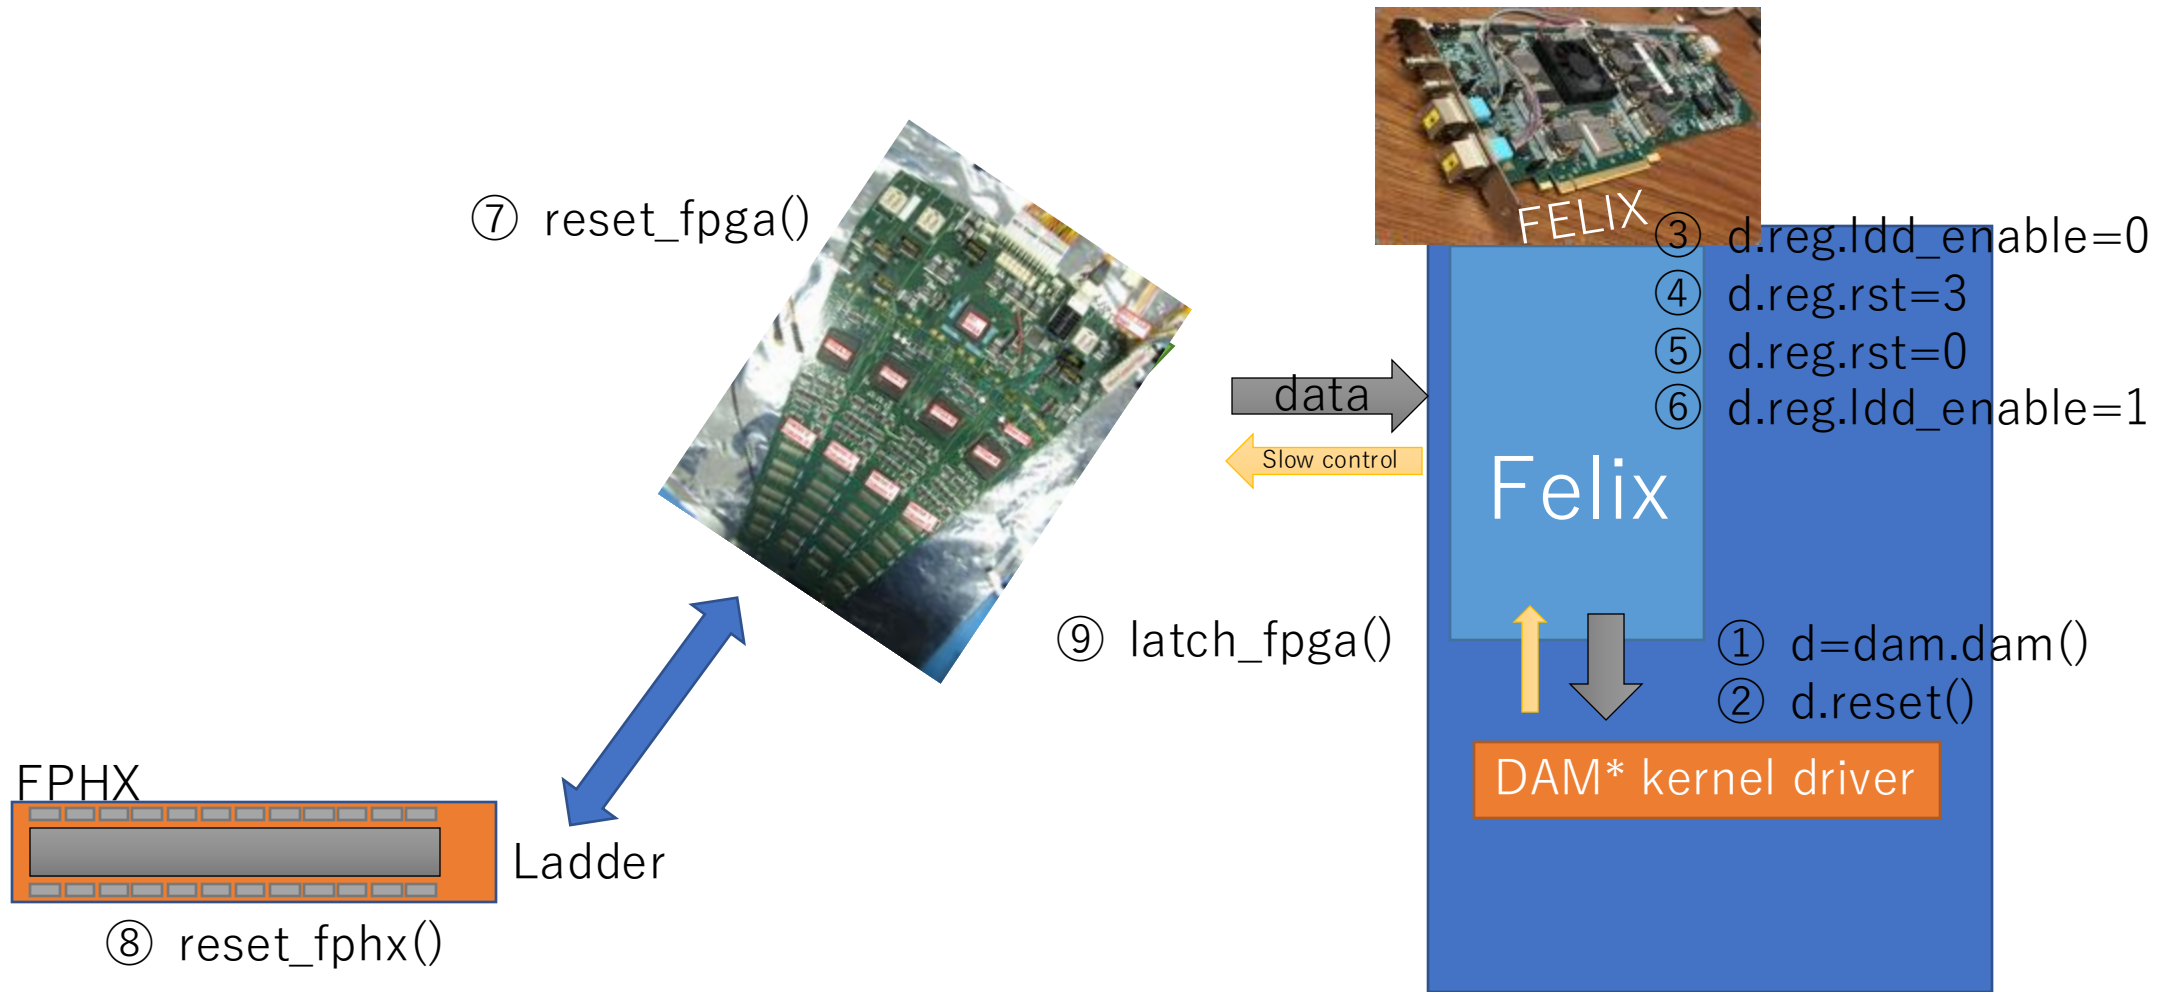 FELIX
⑦ reset_fpga()
③ d.reg.ldd_enable=0
④ d.reg.rst=3
⑤ d.reg.rst=0
⑥ d.reg.ldd_enable=1
data
Slow control
Felix
⑨ latch_fpga()
① d=dam.dam()
② d.reset()
DAM* kernel driver
FPHX
Ladder
⑧ reset_fphx()